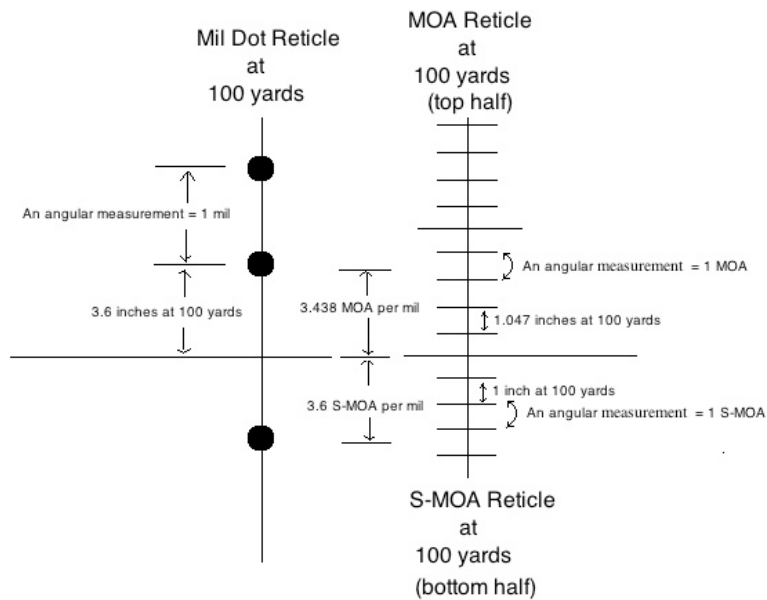 Mil Dot Reticle
at
100 yards
MOA Reticle
at
100 yards
(top half)
An angular measurement = 1 mil
3.6 inches at 100 yards
3.438 MOA per mil
3.6 S-MOA per mil
An angular measurement = 1 MOA
1.047 inches at 100 yards
1 inch at 100 yards
An angular measurement = 1 S-MOA
S-MOA Reticle
at
100 yards
(bottom half)